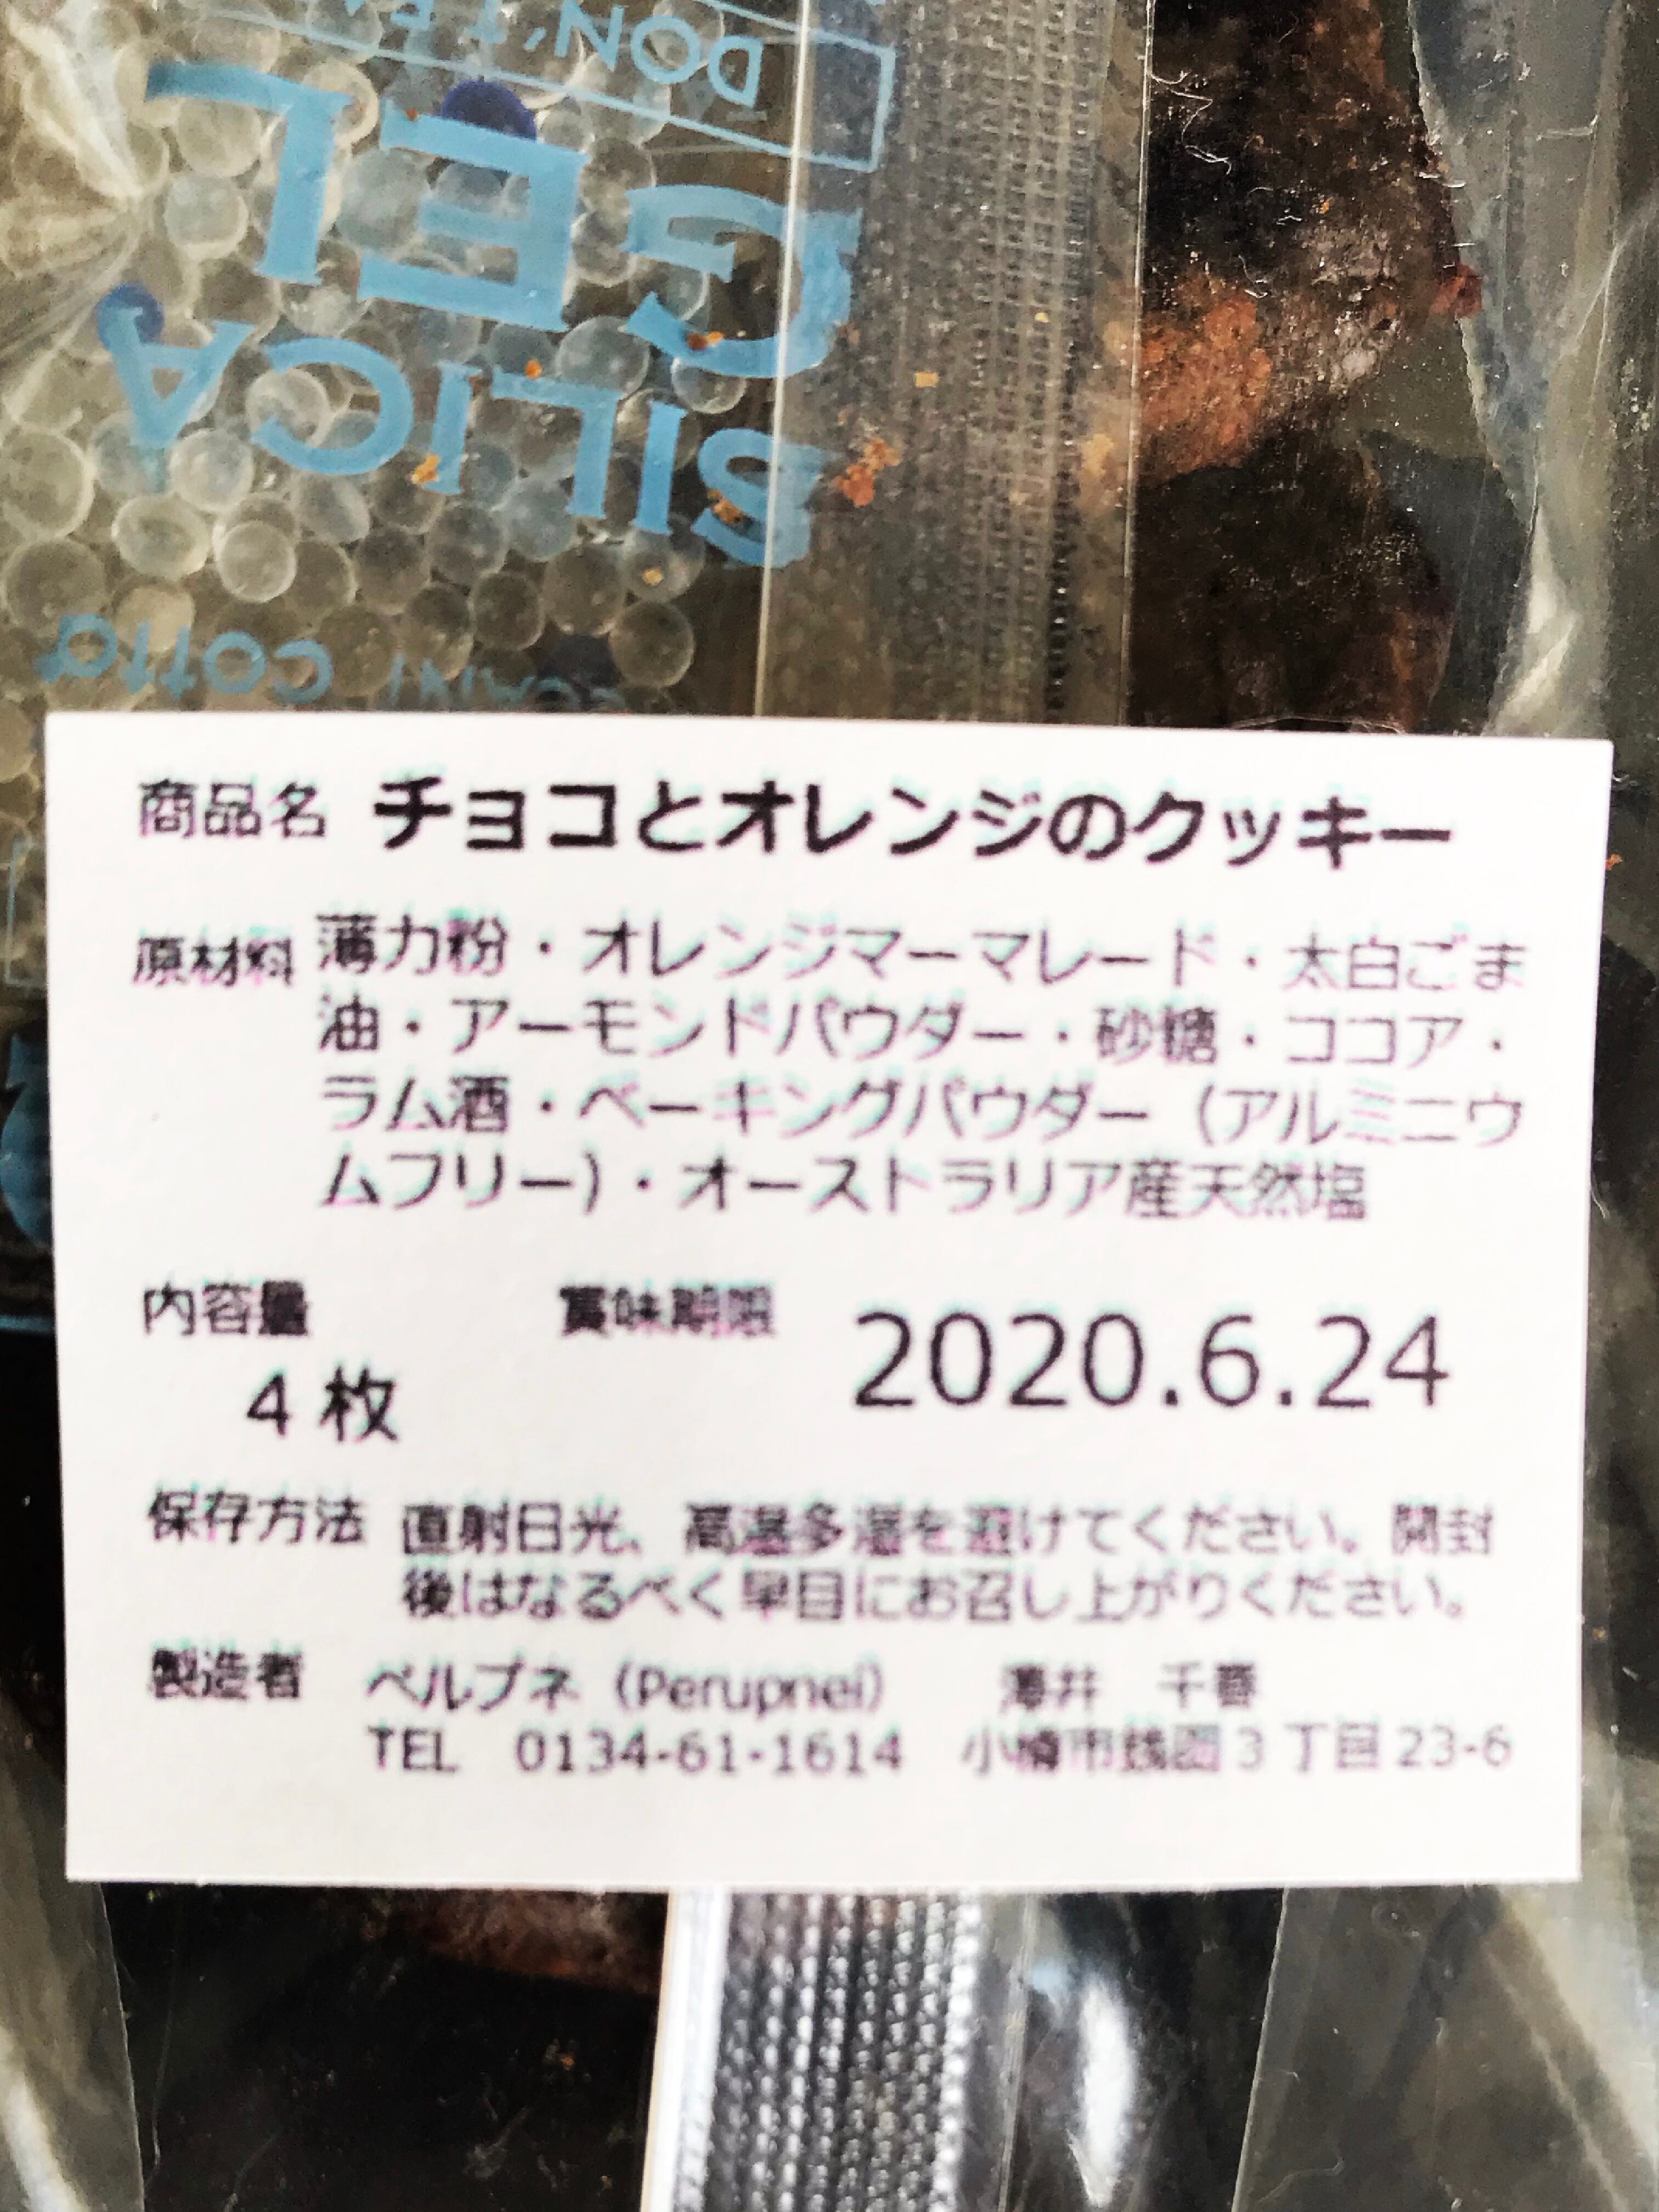 DON'T EA
SILICA
GEL
cotta
商品名 チョコとオレンジのクッキー
原材料 薄力粉・オレンジマーマレード・太白ごま
油・アーモンドパウダー・砂糖・ココア・
ラム酒・ベーキングパウダー（アルミニウ
ムフリー）・オーストラリア産天然塩
内容量 賞味期限 2020.6.24
4 枚
保存方法 直射日光、高温多湿を避けてください。開封
後はなるべく早目にお召し上がりください。
製造者 ペルプネ（Perupnei） 薄井 千春
TEL 0134-61-1614 小樽市銭函3丁目23-6